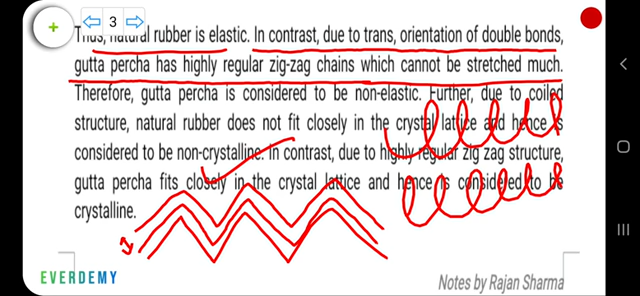 3
Thus, natural rubber is elastic. In contrast, due to trans, orientation of double bonds,
gutta percha has highly regular zig-zag chains which cannot be stretched much.
Therefore, gutta percha is considered to be non-elastic. Further, due to coiled
structure, natural rubber does not fit closely in the crystal lattice and hence is
considered to be non-crystalline. In contrast, due to highly regular zig zag structure,
gutta percha fits closely in the crystal lattice and hence is considered to be
crystalline.
EVERDEMY
Notes by Rajan Sharma